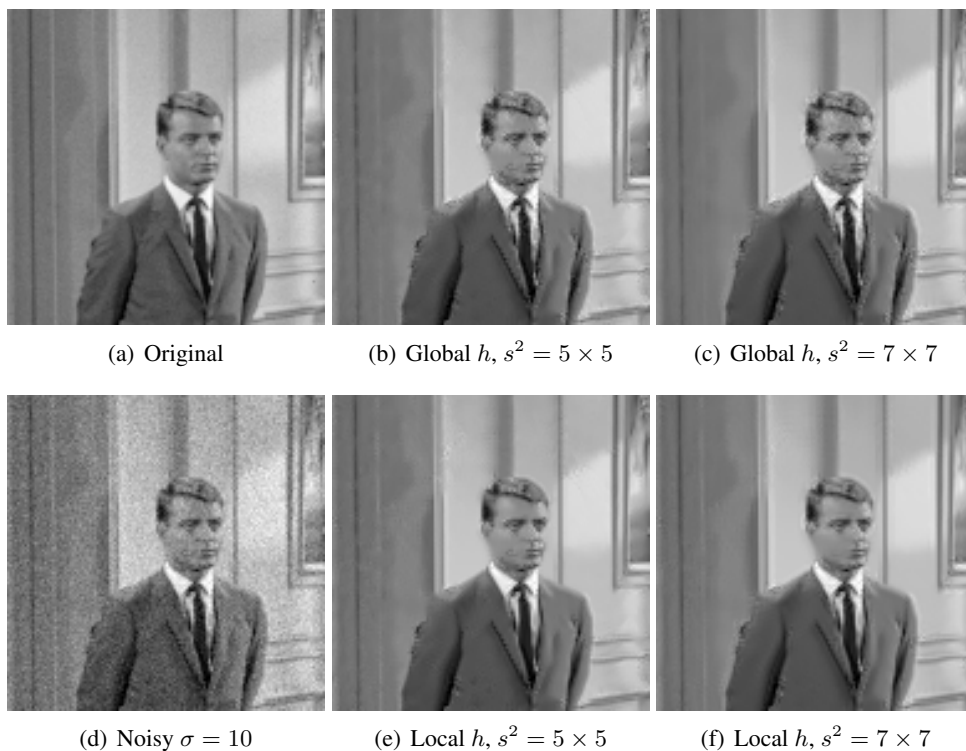 (a) Original
(b) Global h, s² = 5 × 5
(c) Global h, s² = 7 × 7
(d) Noisy σ = 10
(e) Local h, s² = 5 × 5
(f) Local h, s² = 7 × 7